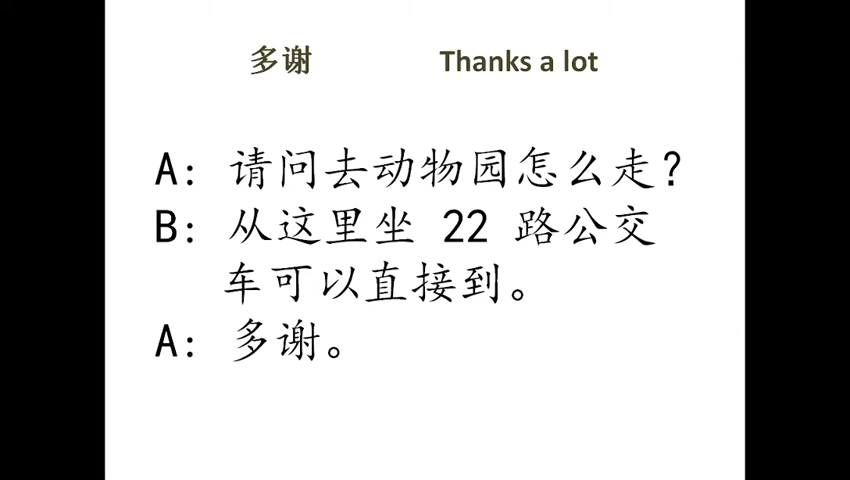 多谢 Thanks a lot
A: 请问去动物园怎么走?
B: 从这里坐 22 路公交
车可以直接到。
A: 多谢。